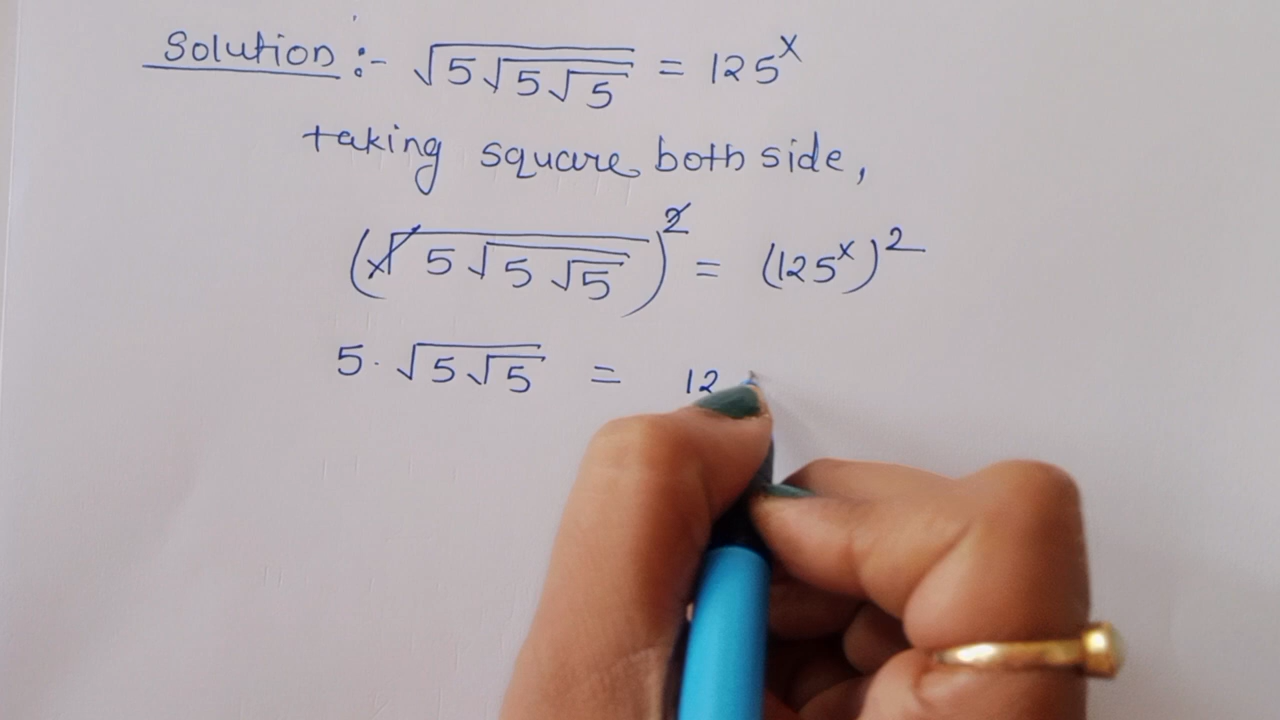 Solution :- √5√5√5 = 125^x
taking square both side,
(√5√5√5)^2 = (125^x)^2
5·√5√5 = 12